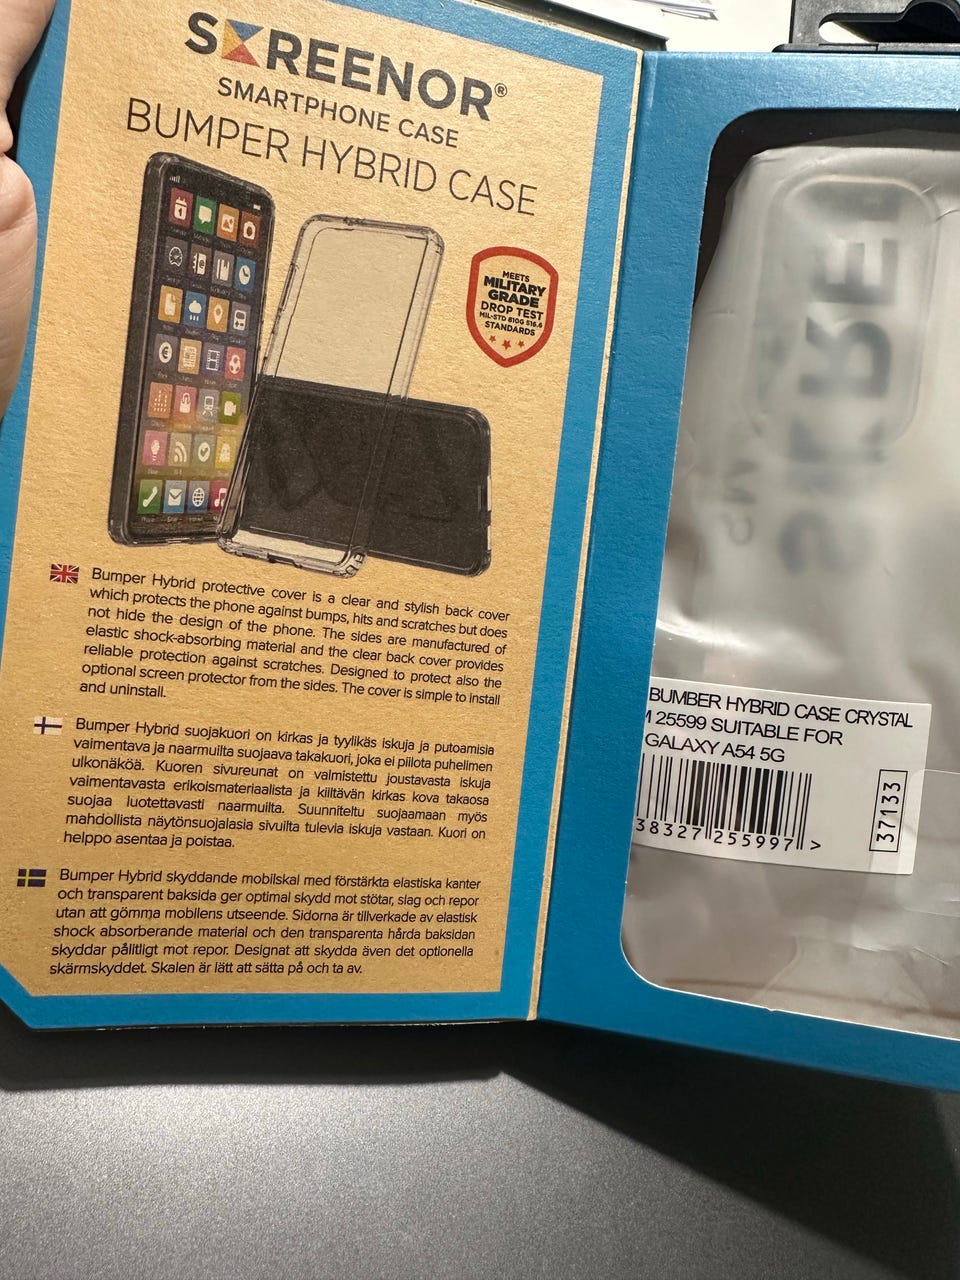 SKREENOR®
SMARTPHONE CASE
BUMPER HYBRID CASE
MEETS
MILITARY
GRADE
DROP TEST
MIL-STD 810G 516.6
STANDARDS
Bumper Hybrid protective cover is a clear and stylish back cover
which protects the phone against bumps, hits and scratches but does
not hide the design of the phone. The sides are manufactured of
elastic shock-absorbing material and the clear back cover provides
reliable protection against scratches. Designed to protect also the
optional screen protector from the sides. The cover is simple to install
and uninstall.
Bumper Hybrid suojakuori on kirkas ja tyylikäs iskuja ja putoamisia
vaimentava ja naarmuilta suojaava takakuori, joka ei piilota puhelimen
ulkonäköä. Kuoren sivureunat on valmistettu joustavasta iskuja
vaimentavasta erikoismateriaalista ja kiiltävän kirkas kova takaosa
suojaa luotettavasti naarmuilta. Suunniteltu suojaamaan myös
mahdollista näytönsuojalasia sivuilta tulevia iskuja vastaan. Kuori on
helppo asentaa ja poistaa.
Bumper Hybrid skyddande mobilskal med förstärkta elastiska kanter
och transparent baksida ger optimal skydd mot stötar, slag och repor
utan att gömma mobilens utseende. Sidorna är tillverkade av elastisk
shock absorberande material och den transparenta hårda baksidan
skyddar pålitligt mot repor. Designat att skydda även det optionella
skärmskyddet. Skalen är lätt att sätta på och ta av.
BUMBER HYBRID CASE CRYSTAL
25599 SUITABLE FOR
GALAXY A54 5G
38327 255997 >
37133